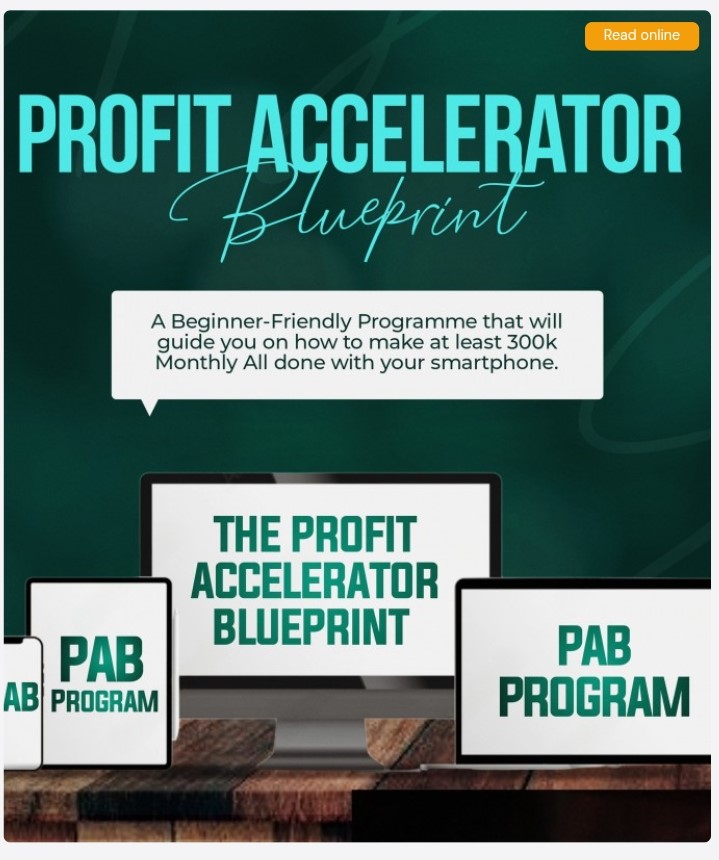 Read online
PROFIT ACCELERATOR
Blueprint
A Beginner-Friendly Programme that will
guide you on how to make at least 300k
Monthly All done with your smartphone.
THE PROFIT
ACCELERATOR
BLUEPRINT
PAB
PROGRAM
AB
PAB
PROGRAM